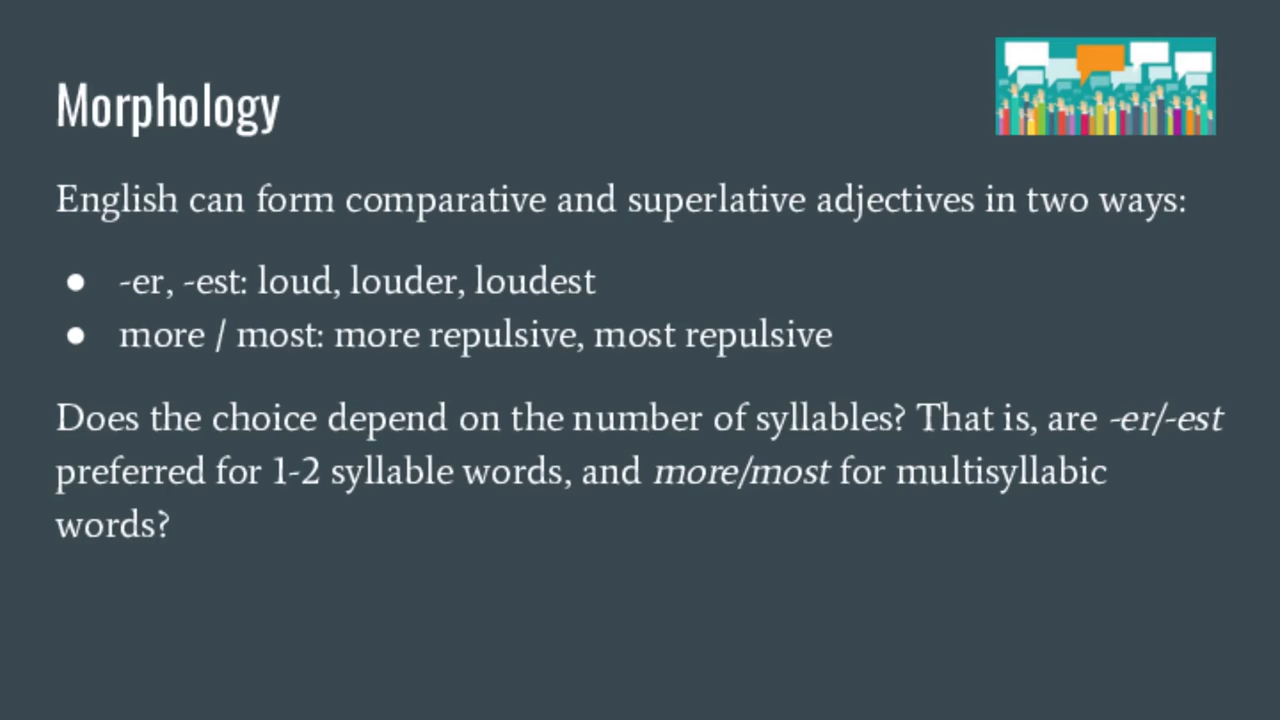 Morphology
English can form comparative and superlative adjectives in two ways:
● -er, -est: loud, louder, loudest
● more / most: more repulsive, most repulsive
Does the choice depend on the number of syllables? That is, are -er/-est
preferred for 1-2 syllable words, and more/most for multisyllabic
words?